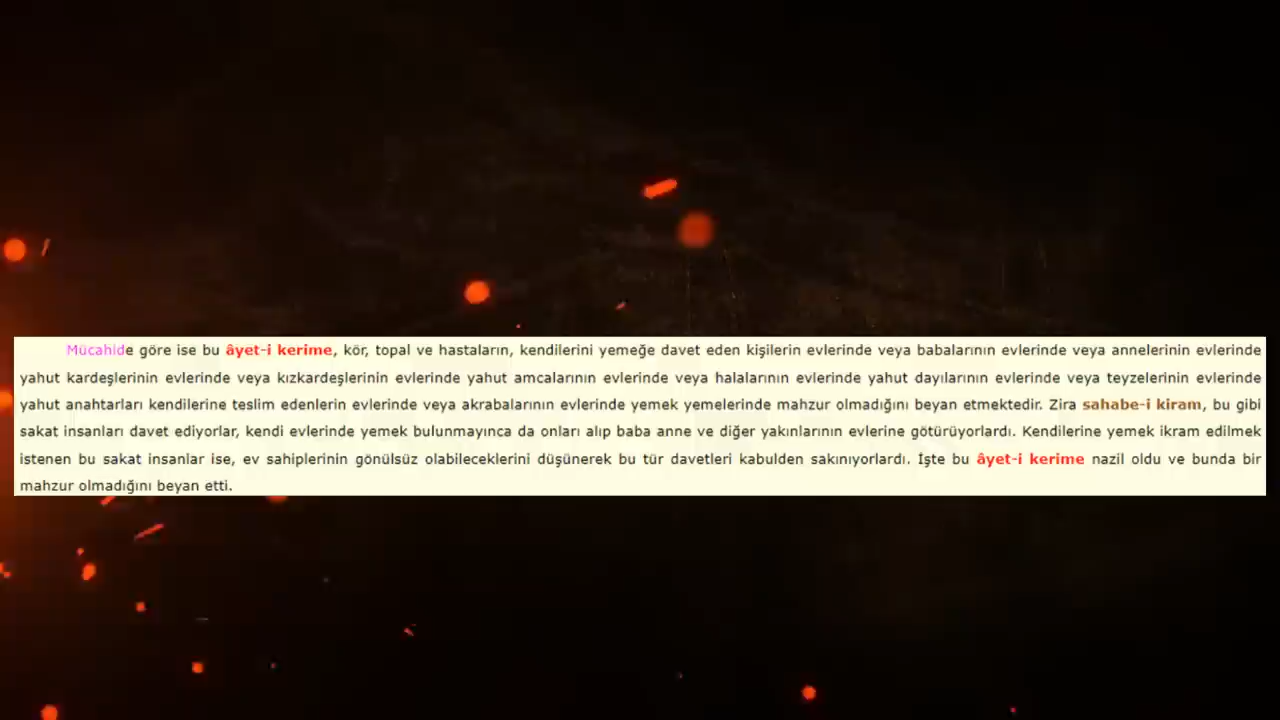 Mücahide göre ise bu âyet-i kerime, kör, topal ve hastaların, kendilerini yemeğe davet eden kişilerin evlerinde veya babalarının evlerinde veya annelerinin evlerinde
yahut kardeşlerinin evlerinde veya kızkardeşlerinin evlerinde yahut amcalarının evlerinde veya halalarının evlerinde yahut dayılarının evlerinde veya teyzelerinin evlerinde
yahut anahtarları kendilerine teslim edenlerin evlerinde veya akrabalarının evlerinde yemek yemelerinde mahzur olmadığını beyan etmektedir. Zira sahabe-i kiram, bu gibi
sakat insanları davet ediyorlar, kendi evlerinde yemek bulunmayınca da onları alıp baba anne ve diğer yakınlarının evlerine götürüyorlardı. Kendilerine yemek ikram edilmek
istenen bu sakat insanlar ise, ev sahiplerinin gönülsüz olabileceklerini düşünerek bu tür davetleri kabulden sakınıyorlardı. İşte bu âyet-i kerime nazil oldu ve bunda bir
mahzur olmadığını beyan etti.